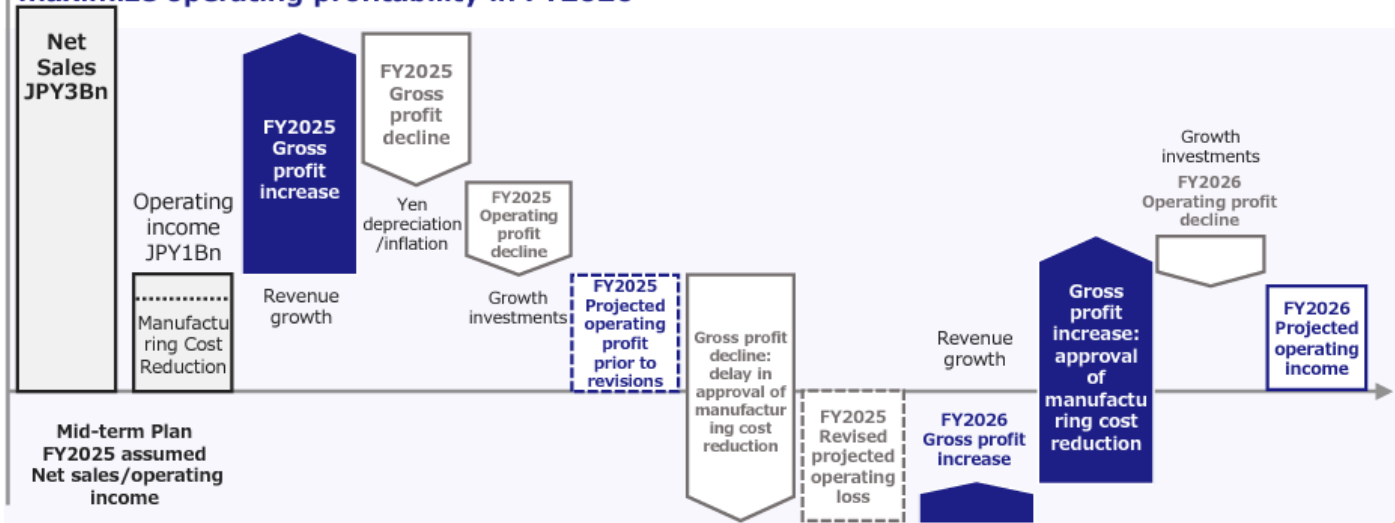 Net
Sales
JPY3Bn
Operating
income
JPY1Bn
Manufactu
ring Cost
Reduction
Mid-term Plan
FY2025 assumed
Net sales/operating
income
FY2025
Gross
profit
increase
Revenue
growth
FY2025
Gross
profit
decline
Yen
depreciation
/inflation
FY2025
Operating
profit
decline
Growth
investments
FY2025
Projected
operating
profit
prior to
revisions
Gross profit
decline:
delay in
approval of
manufactur
ing cost
reduction
FY2025
Revised
projected
operating
loss
Revenue
growth
FY2026
Gross profit
increase
Gross
profit
increase:
approval
of
manufactu
ring cost
reduction
Growth
investments
FY2026
Operating profit
decline
FY2026
Projected
operating
income